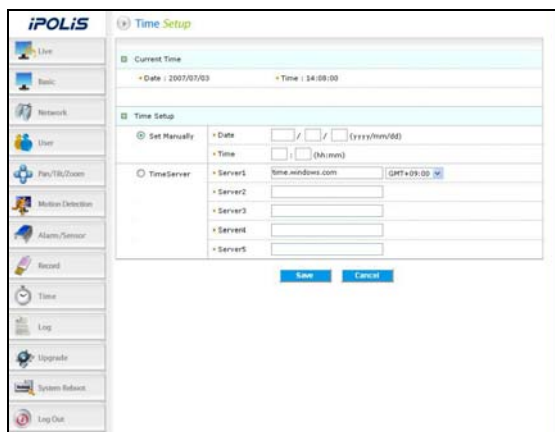 iPOLiS
Live
Basic
Network
User
Pan/Tilt/Zoom
Motion Detection
Alarm/Sensor
Record
Time
Log
Upgrade
System Reboot
Log Out
Time Setup
Current Time
Date : 2007/07/03 Time : 14:08:00
Time Setup
Set Manually Date / / (yyyy/mm/dd)
Time : (hh:mm)
TimeServer Server1 time.windows.com GMT+09:00
Server2
Server3
Server4
Server5
Save Cancel